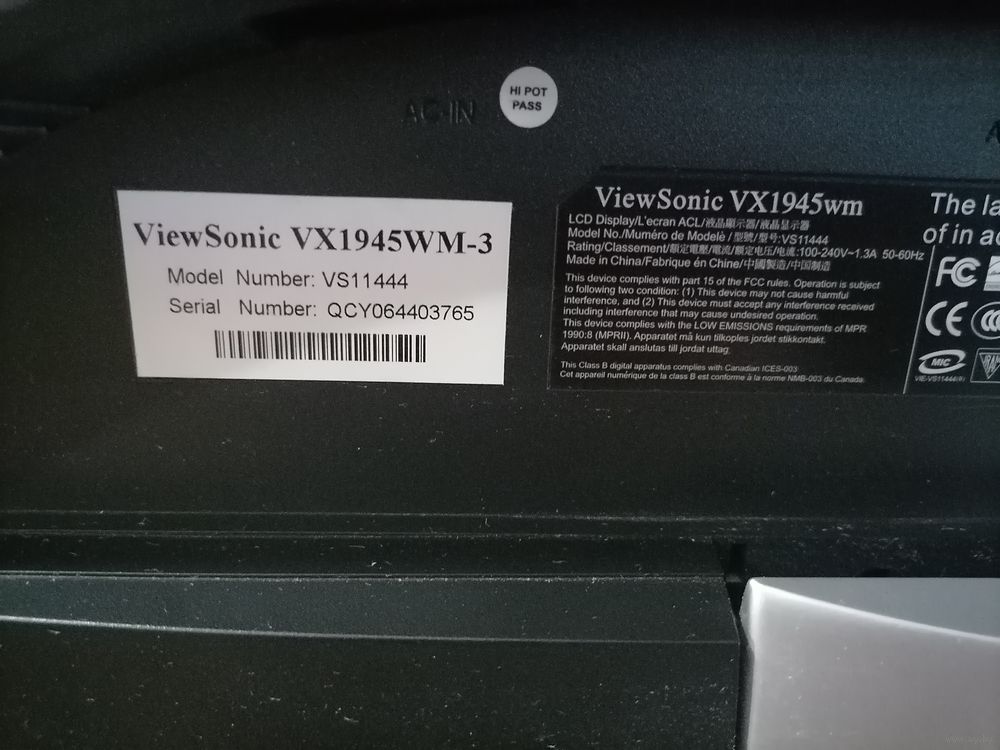 HI POT
PASS
AC-IN
ViewSonic VX1945WM-3
Model Number: VS11444
Serial Number: QCY064403765
ViewSonic VX1945wm
LCD Display/L'ecran ACL/液晶顯示器/液晶显示器
Model No./Muméro de Modelè / 型號/型号:VS11444
Rating/Classement/額定電壓/電流/额定电压/电流:100-240V~1.3A 50-60Hz
Made in China/Fabrique én Chine/中國製造/中国制造
This device complies with part 15 of the FCC rules. Operation is subject
to following two condition: (1) This device may not cause harmful
interference, and (2) This device must accept any interference received
including interference that may cause undesired operation.
This device complies with the LOW EMISSIONS requirements of MPR
1990:8 (MPRII). Apparatet må kun tilkoples jordet stikkontakt.
Apparatet skall anslutas till jordat uttag.
This Class B digital apparatus complies with Canadian ICES-003
Cet appareil numérique de la class B est conforme à la norme NMB-003 du Canada.
The la
of in ac
FC
CE
MIC
VIE-VS11444(R)